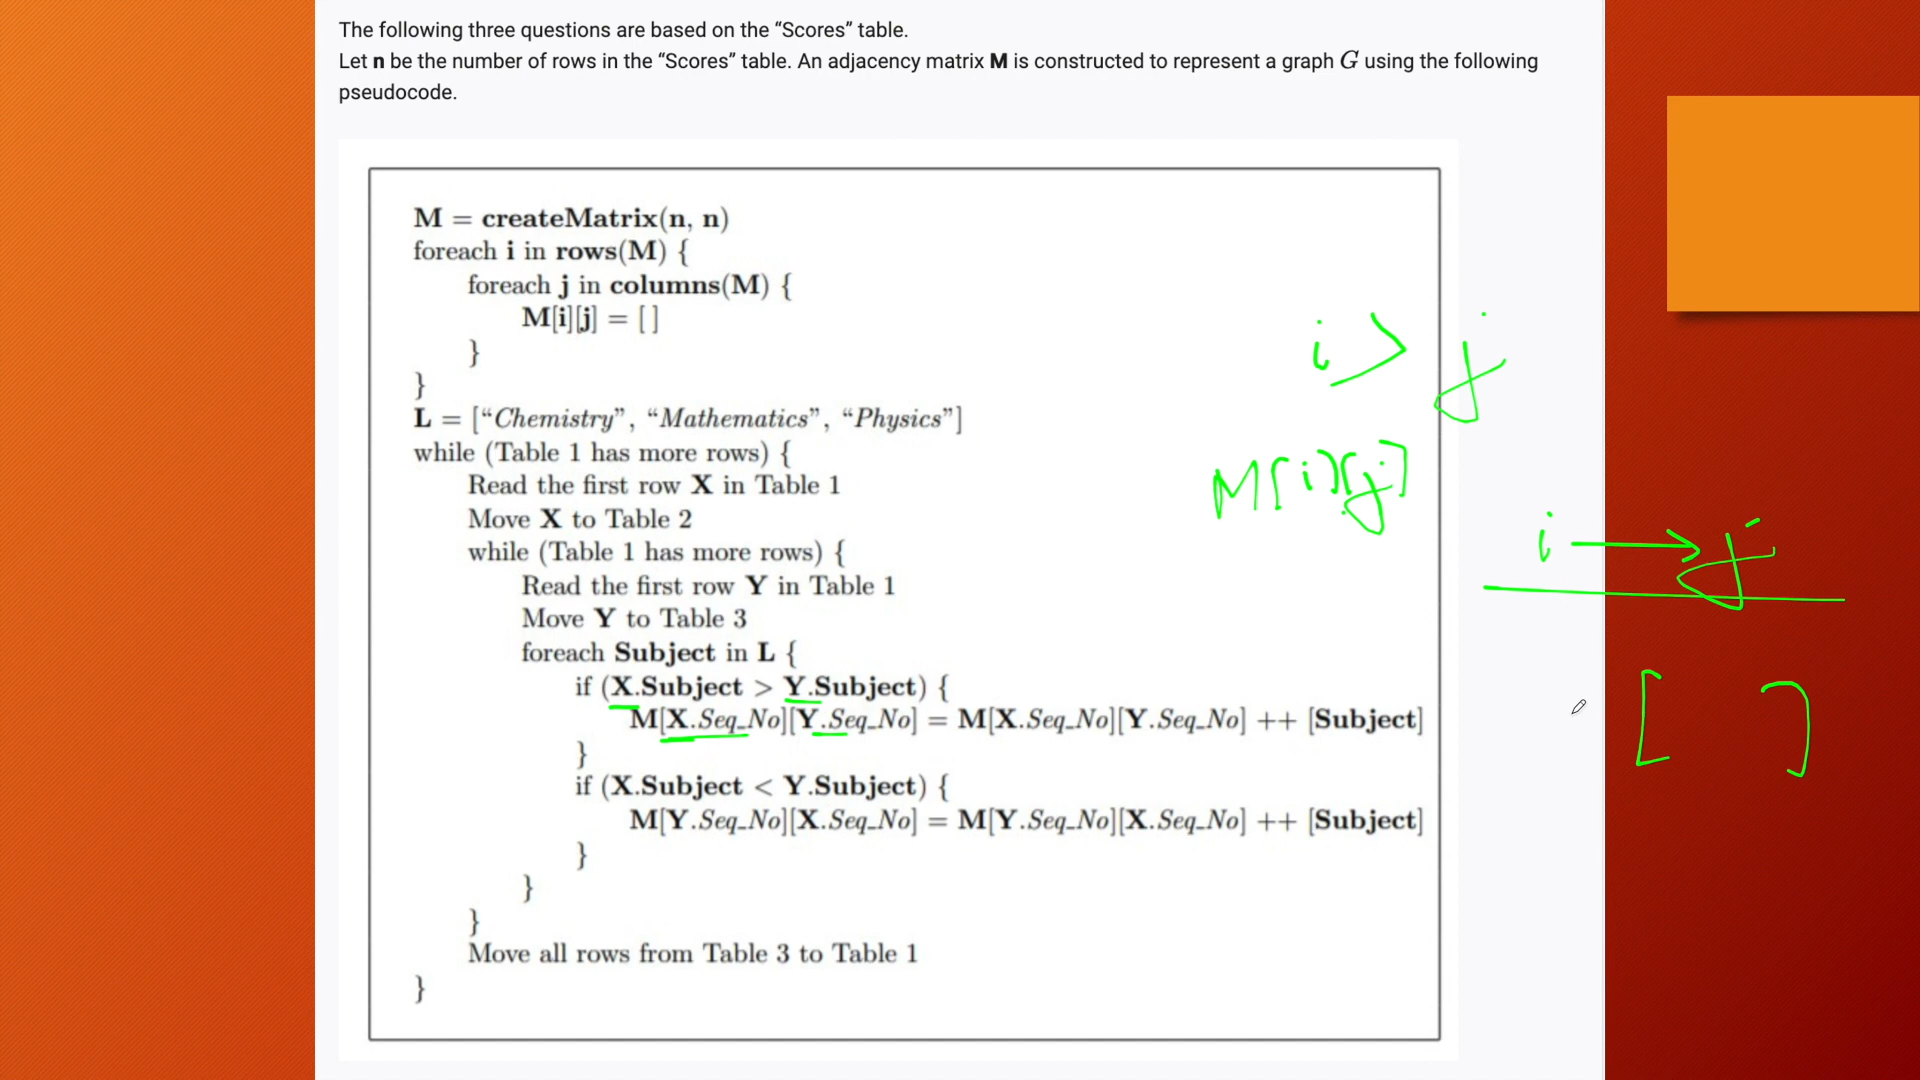 The following three questions are based on the “Scores” table.
Let n be the number of rows in the “Scores” table. An adjacency matrix M is constructed to represent a graph G using the following
pseudocode.
M = createMatrix(n, n)
foreach i in rows(M) {
foreach j in columns(M) {
M[i][j] = [ ]
}
}
L = [“Chemistry”, “Mathematics”, “Physics”]
while (Table 1 has more rows) {
Read the first row X in Table 1
Move X to Table 2
while (Table 1 has more rows) {
Read the first row Y in Table 1
Move Y to Table 3
foreach Subject in L {
if (X.Subject > Y.Subject) {
M[X.Seq_No][Y.Seq_No] = M[X.Seq_No][Y.Seq_No] ++ [Subject]
}
if (X.Subject < Y.Subject) {
M[Y.Seq_No][X.Seq_No] = M[Y.Seq_No][X.Seq_No] ++ [Subject]
}
}
}
Move all rows from Table 3 to Table 1
}
i > j
M[i][j]
i → j
[ ]